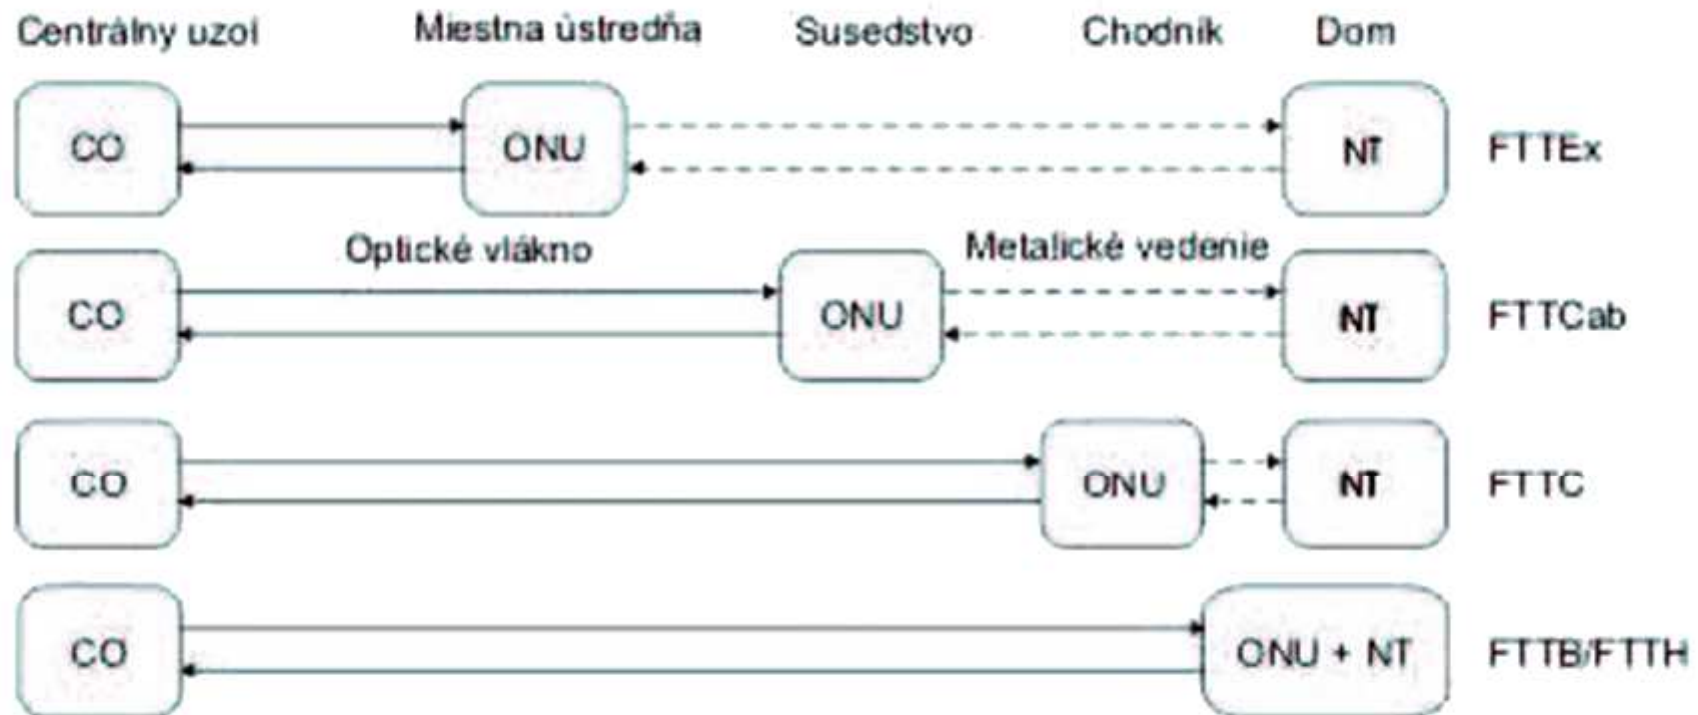 Centrálny uzol Miestna ústredňa Susedstvo Chodník Dom
CO ONU NT FTTEx
Optické vlákno Metalické vedenie
CO ONU NT FTTCab
CO ONU NT FTTC
CO ONU + NT FTTB/FTTH